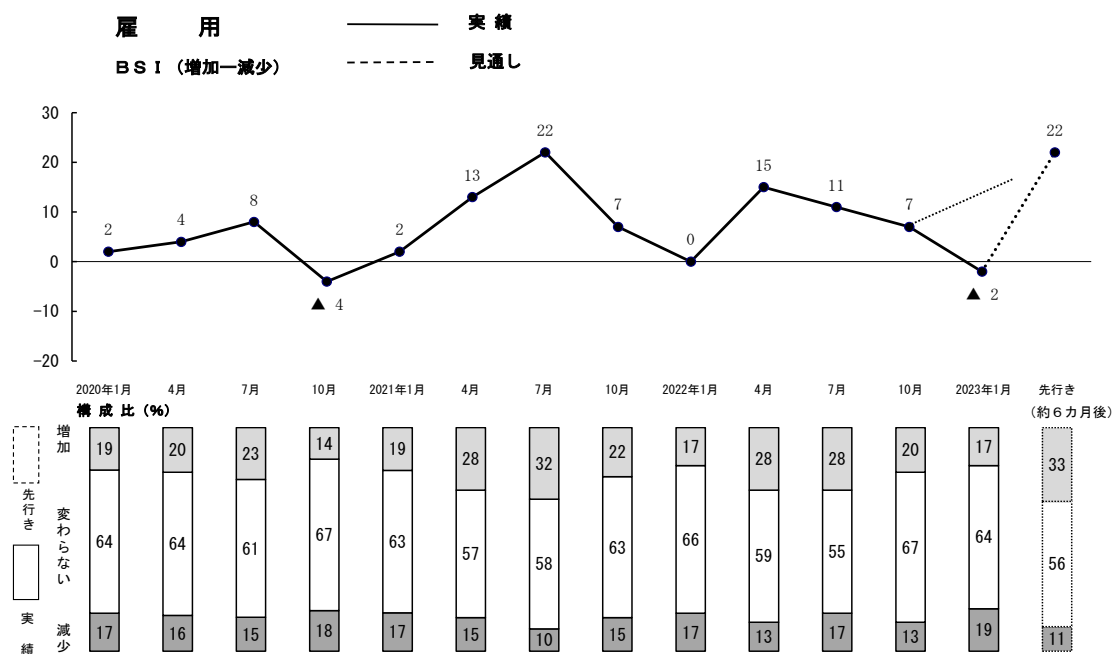 雇 用
実 績
BSI (増加－減少)
見通し
30
20
10
0
-10
-20
2
4
8
▲ 4
2
13
22
7
0
15
11
7
▲ 2
22
2020年1月 4月 7月 10月 2021年1月 4月 7月 10月 2022年1月 4月 7月 10月 2023年1月 先行き
(約6カ月後)
構 成 比 (%)
増加
19 20 23 14 19 28 32 22 17 28 28 20 17 33
先行き
変わらない
64 64 61 67 63 57 58 63 66 59 55 67 64 56
実績
減少
17 16 15 18 17 15 10 15 17 13 17 13 19 11